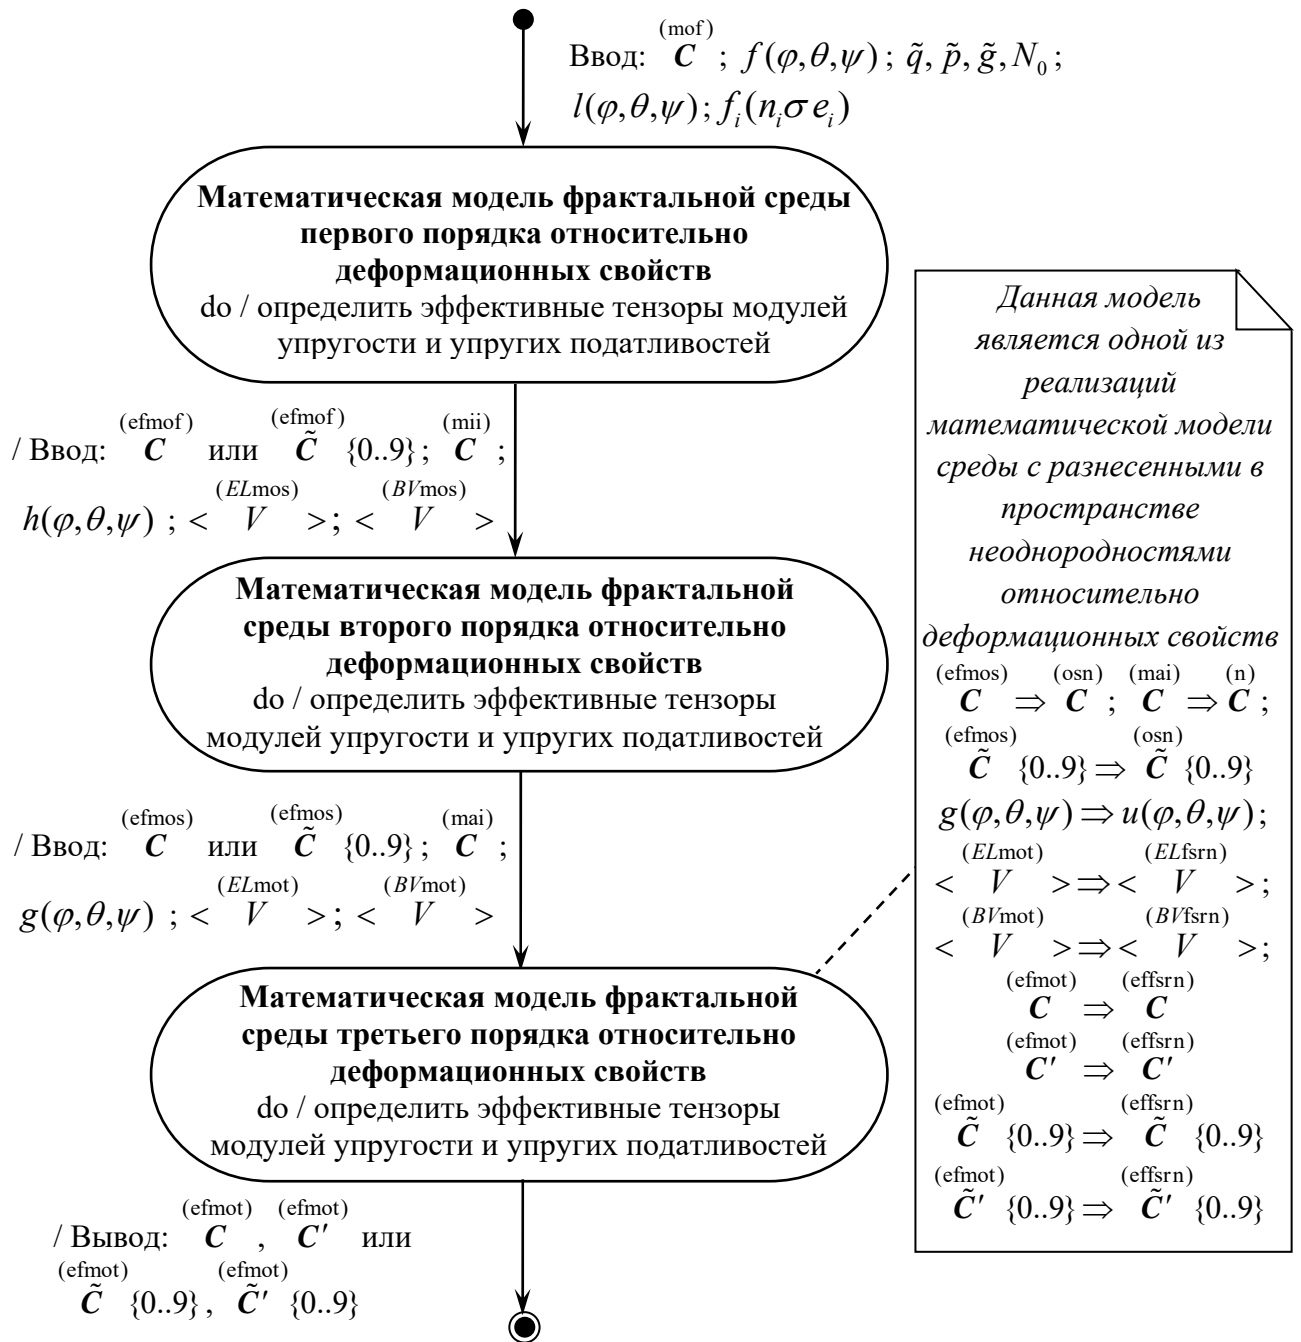 (mof)
Ввод: C ; f(φ,θ,ψ) ; q̃, p̃, g̃, N₀ ;
l(φ,θ,ψ) ; fᵢ(nᵢσ eᵢ)
Математическая модель фрактальной среды
первого порядка относительно
деформационных свойств
do / определить эффективные тензоры модулей
упругости и упругих податливостей
(efmof) (efmof) (mii)
/ Ввод: C или C̃ {0..9} ; C ;
(ELmos) (BVmos)
h(φ,θ,ψ) ; < V > ; < V >
Математическая модель фрактальной
среды второго порядка относительно
деформационных свойств
do / определить эффективные тензоры
модулей упругости и упругих податливостей
(efmos) (efmos) (mai)
/ Ввод: C или C̃ {0..9} ; C ;
(ELmot) (BVmot)
g(φ,θ,ψ) ; < V > ; < V >
Математическая модель фрактальной
среды третьего порядка относительно
деформационных свойств
do / определить эффективные тензоры
модулей упругости и упругих податливостей
(efmot) (efmot)
/ Вывод: C , C′ или
(efmot) (efmot)
C̃ {0..9} , C̃′ {0..9}
Данная модель
является одной из
реализаций
математической модели
среды с разнесенными в
пространстве
неоднородностями
относительно
деформационных свойств
(efmos) (osn) (mai) (n)
C ⇒ C ; C ⇒ C ;
(efmos) (osn)
C̃ {0..9} ⇒ C̃ {0..9}
g(φ,θ,ψ) ⇒ u(φ,θ,ψ) ;
(ELmot) (ELfsrn)
< V > ⇒ < V > ;
(BVmot) (BVfsrn)
< V > ⇒ < V > ;
(efmot) (effsrn)
C ⇒ C
(efmot) (effsrn)
C′ ⇒ C′
(efmot) (effsrn)
C̃ {0..9} ⇒ C̃ {0..9}
(efmot) (effsrn)
C̃′ {0..9} ⇒ C̃′ {0..9}